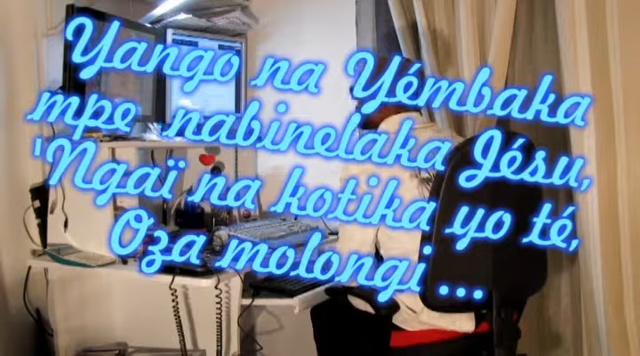 Yango na Yémbaka
mpe nabinelaka Jésu,
'Ngaï na kotika yo té,
Oza molongi ...